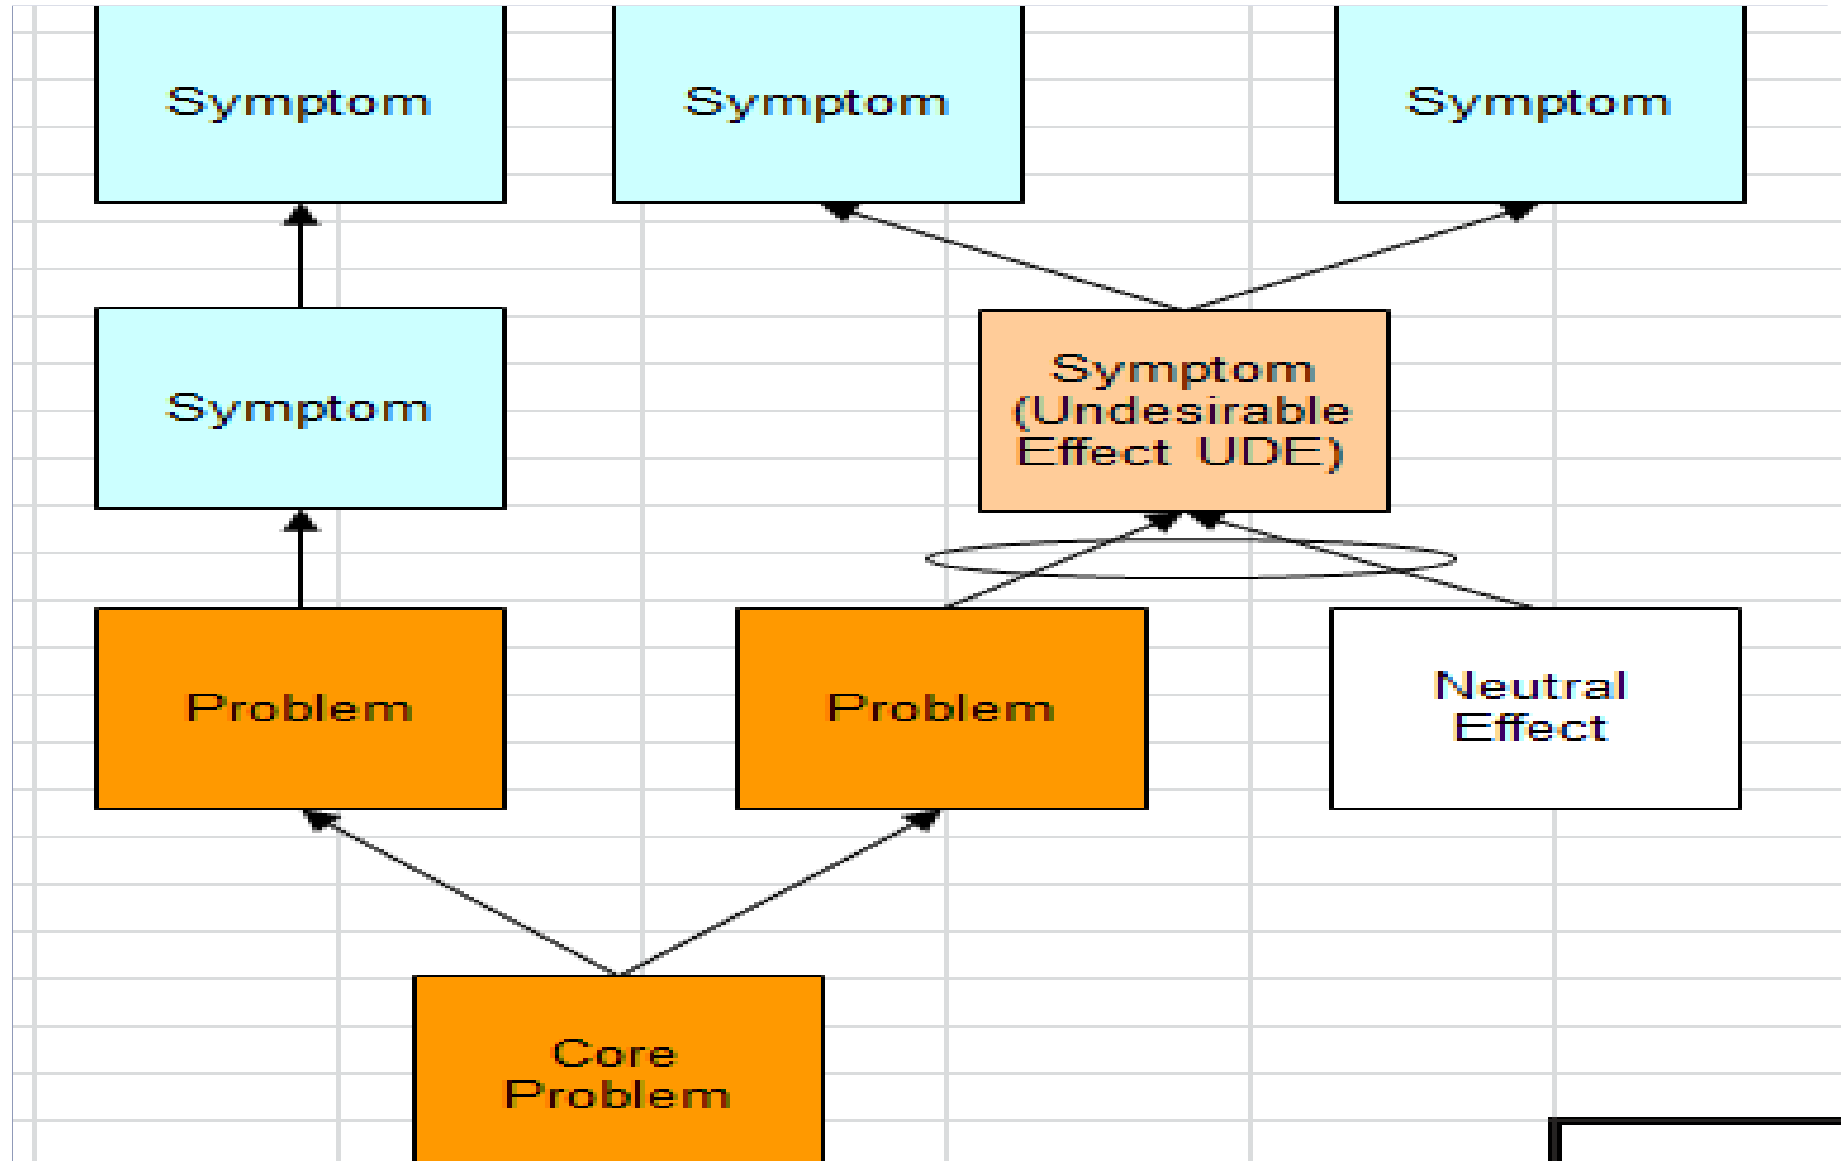 Symptom
Symptom
Symptom
Symptom
Symptom
(Undesirable
Effect UDE)
Problem
Problem
Neutral
Effect
Core
Problem